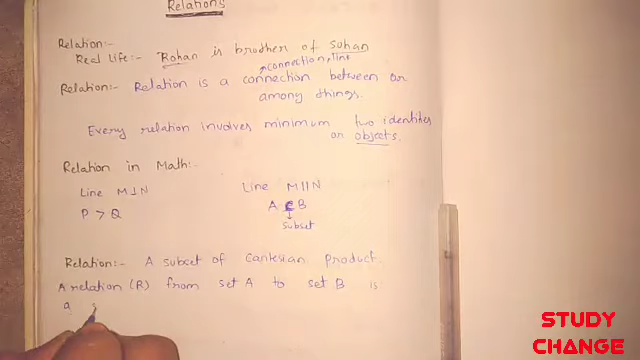 Relations
Relation:-
Real Life:- Rohan is brother of Sohan
connection, link
Relation:- Relation is a connection between or
among things.
Every relation involves minimum two identites
or objects.
Relation in Math:-
Line M⊥N Line M||N
P > Q A ⊂ B
subset
Relation:- A subset of Cartesian product.
A relation (R) from set A to set B is
a s
STUDY
CHANGE